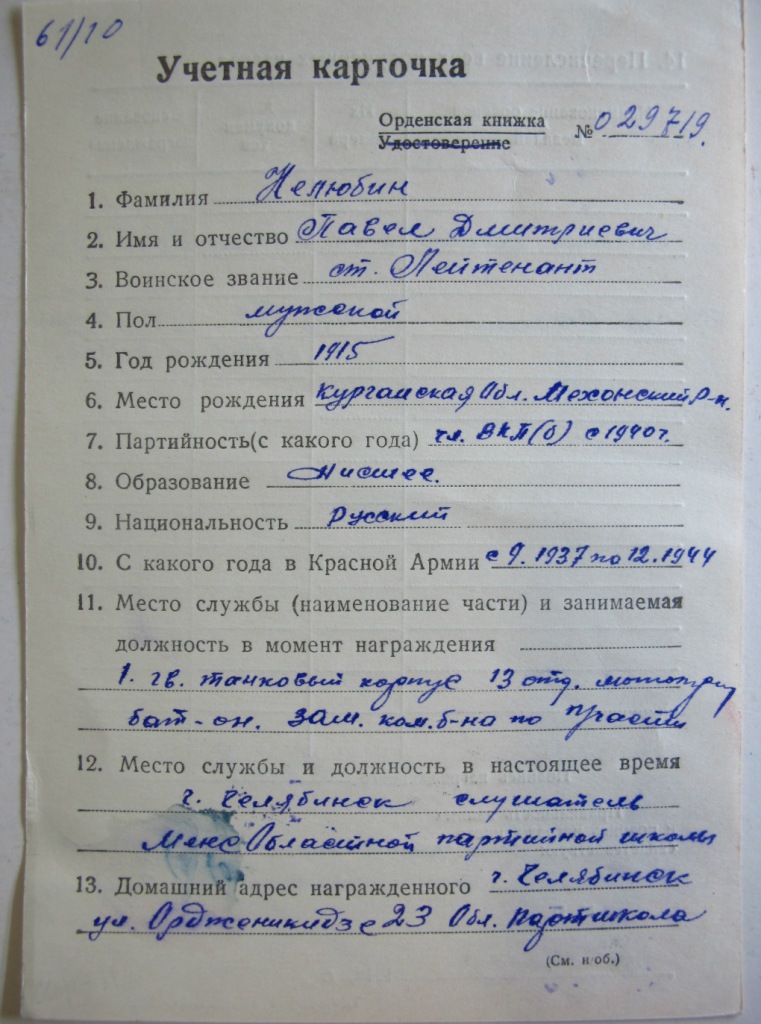 61/10
Учетная карточка
Орденская книжка
Удостоверение
№ 029719.
1. Фамилия Нелюбин
2. Имя и отчество Павел Дмитриевич
3. Воинское звание ст. Лейтенант
4. Пол мужской
5. Год рождения 1915
6. Место рождения Курганская Обл. Мехонский р-н.
7. Партийность(с какого года) чл. ВКП(б) с 1940г.
8. Образование Нисшее.
9. Национальность Русский
10. С какого года в Красной Армии с 9. 1937 по 12. 1944
11. Место службы (наименование части) и занимаемая
должность в момент награждения
1. гв. танковый корпус 13 отд. мотоцикл
бат-он. зам. ком. б-на по п/части
12. Место службы и должность в настоящее время
г. Челябинск слушатель
МежОбластной партийной школы
13. Домашний адрес награжденного г. Челябинск
ул. Орджоникидзе 23 Обл. партшкола
(См. н об.)